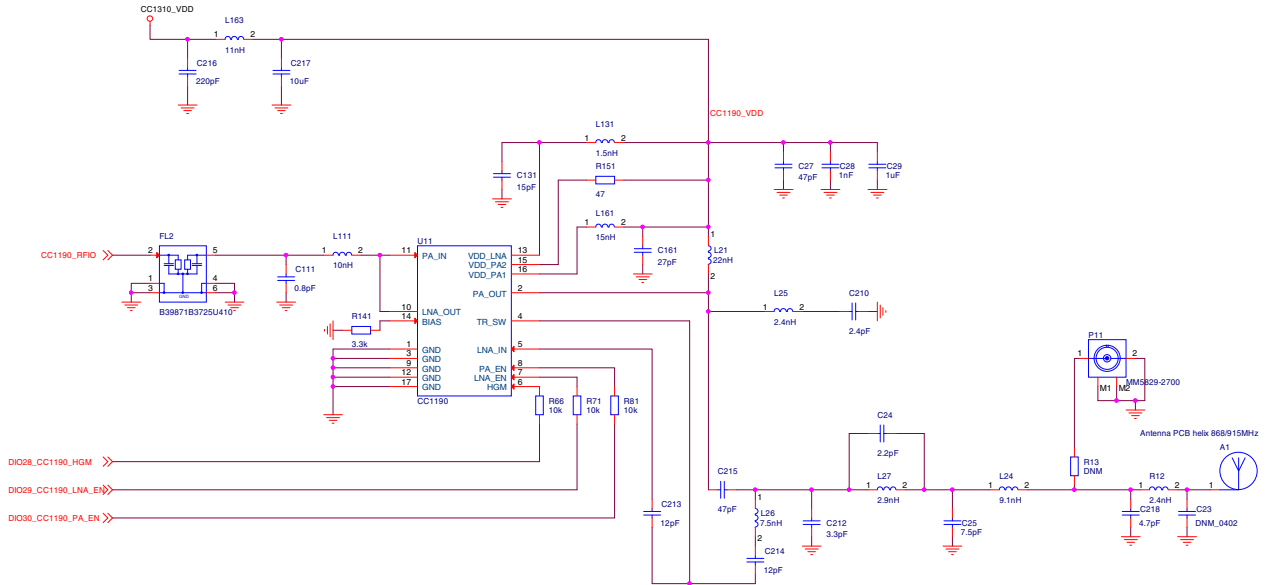 CC1310_VDD
L163
1 2
11nH
C216
220pF
C217
10uF
CC1190_VDD
L131
1 2
1.5nH
C131
15pF
R151
47
C27
47pF
C28
1nF
C29
1uF
L161
1 2
15nH
C161
27pF
1
L21
22nH
2
FL2
CC1190_RFIO
2
5
1
3
4
6
GND
B39871B3725U410
C111
0.8pF
L111
1 2
10nH
U11
11 PA_IN
VDD_LNA 13
VDD_PA2 15
VDD_PA1 16
PA_OUT 2
10 LNA_OUT
14 BIAS
TR_SW 4
1 GND
LNA_IN 5
3 GND
9 GND
PA_EN 8
12 GND
LNA_EN 7
17 GND
HGM 6
CC1190
R141
3.3k
L25
1 2
2.4nH
C210
2.4pF
R66
10k
R71
10k
R81
10k
P11
1
2
M1
M2
MM5829-2700
DIO28_CC1190_HGM
DIO29_CC1190_LNA_EN
DIO30_CC1190_PA_EN
C213
12pF
C215
47pF
1
L26
7.5nH
2
C214
12pF
C212
3.3pF
C24
2.2pF
L27
1 2
2.9nH
C25
7.5pF
L24
1 2
9.1nH
R13
DNM
Antenna PCB helix 868/915MHz
A1
1
R12
1 2
2.4nH
C218
4.7pF
C23
DNM_0402